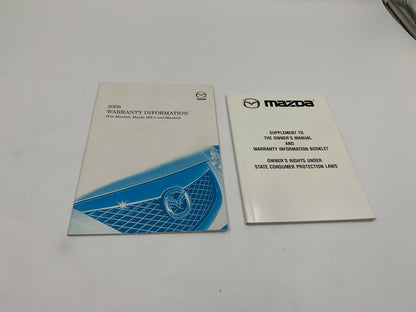 mazda
2006
WARRANTY INFORMATION
(For Mazda3, Mazda MX-5 and Mazda6)
mazda
SUPPLEMENT TO
THE OWNER'S MANUAL
AND
WARRANTY INFORMATION BOOKLET
OWNER'S RIGHTS UNDER
STATE CONSUMER PROTECTION LAWS